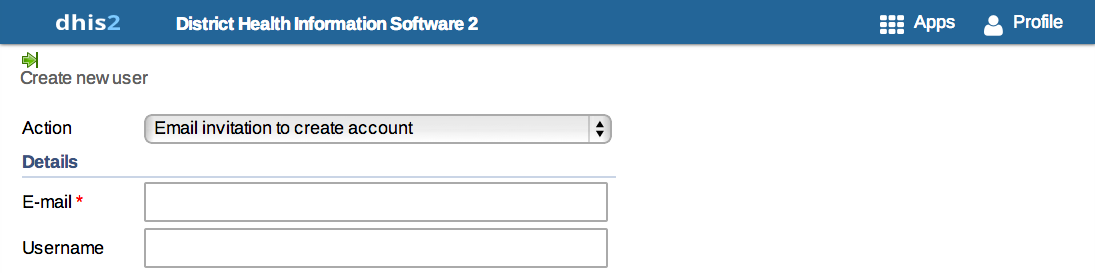 dhis2 District Health Information Software 2 Apps Profile
Create new user
Action Email invitation to create account
Details
E-mail *
Username